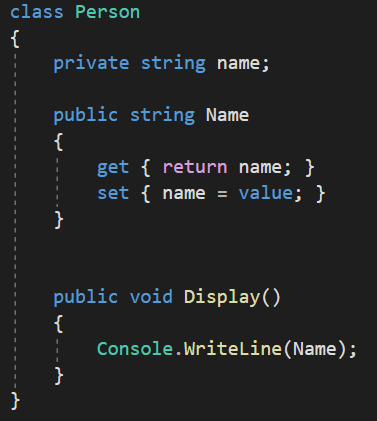 class Person
{
    private string name;
    public string Name
    {
        get { return name; }
        set { name = value; }
    }
    public void Display()
    {
        Console.WriteLine(Name);
    }
}